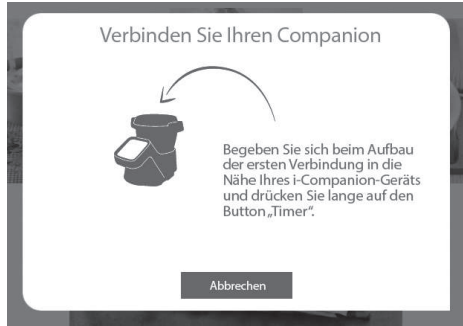 Verbinden Sie Ihren Companion
Begeben Sie sich beim Aufbau
der ersten Verbindung in die
Nähe Ihres i-Companion-Geräts
und drücken Sie lange auf den
Button „Timer“.
Abbrechen